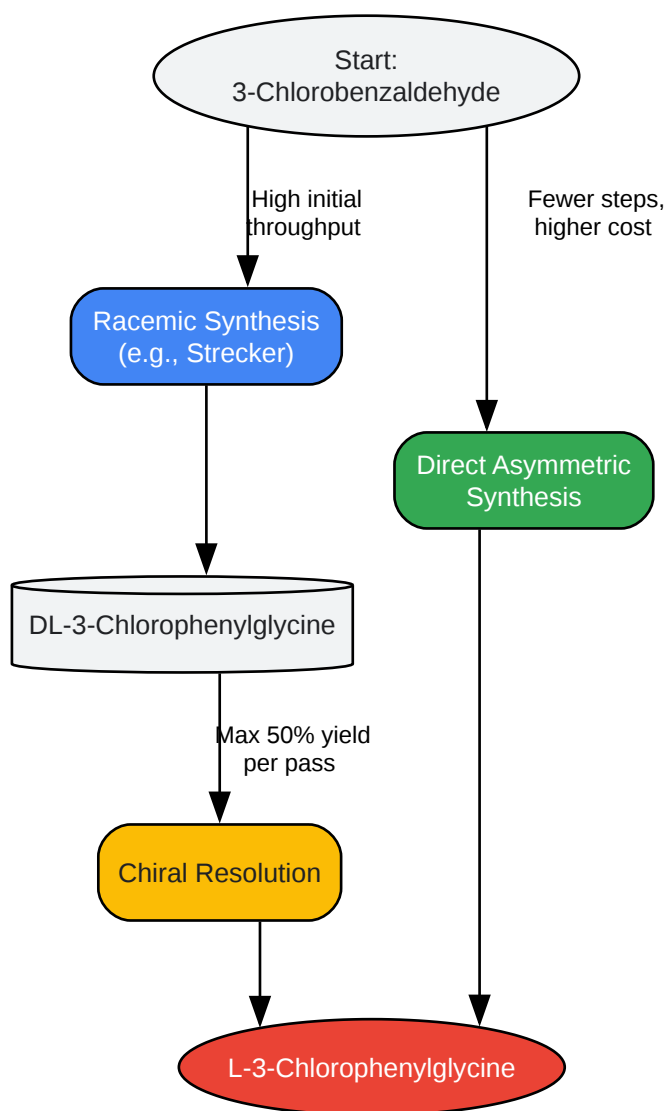 Start:
3-Chlorobenzaldehyde
High initial
throughput
Fewer steps,
higher cost
Racemic Synthesis
(e.g., Strecker)
Direct Asymmetric
Synthesis
DL-3-Chlorophenylglycine
Max 50% yield
per pass
Chiral Resolution
L-3-Chlorophenylglycine